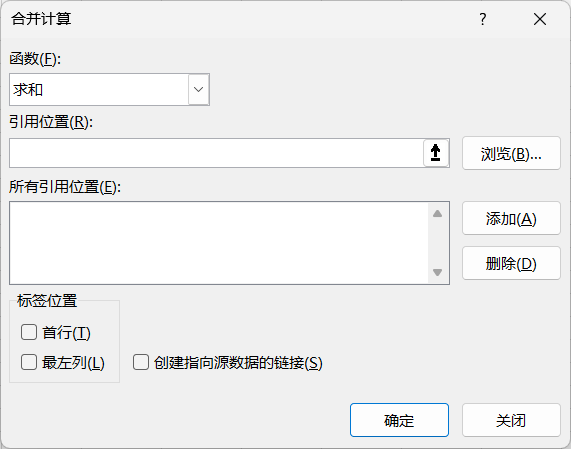 合并计算
?
函数(F):
求和
引用位置(R):
浏览(B)...
所有引用位置(E):
添加(A)
删除(D)
标签位置
首行(T)
最左列(L)
创建指向源数据的链接(S)
确定
关闭